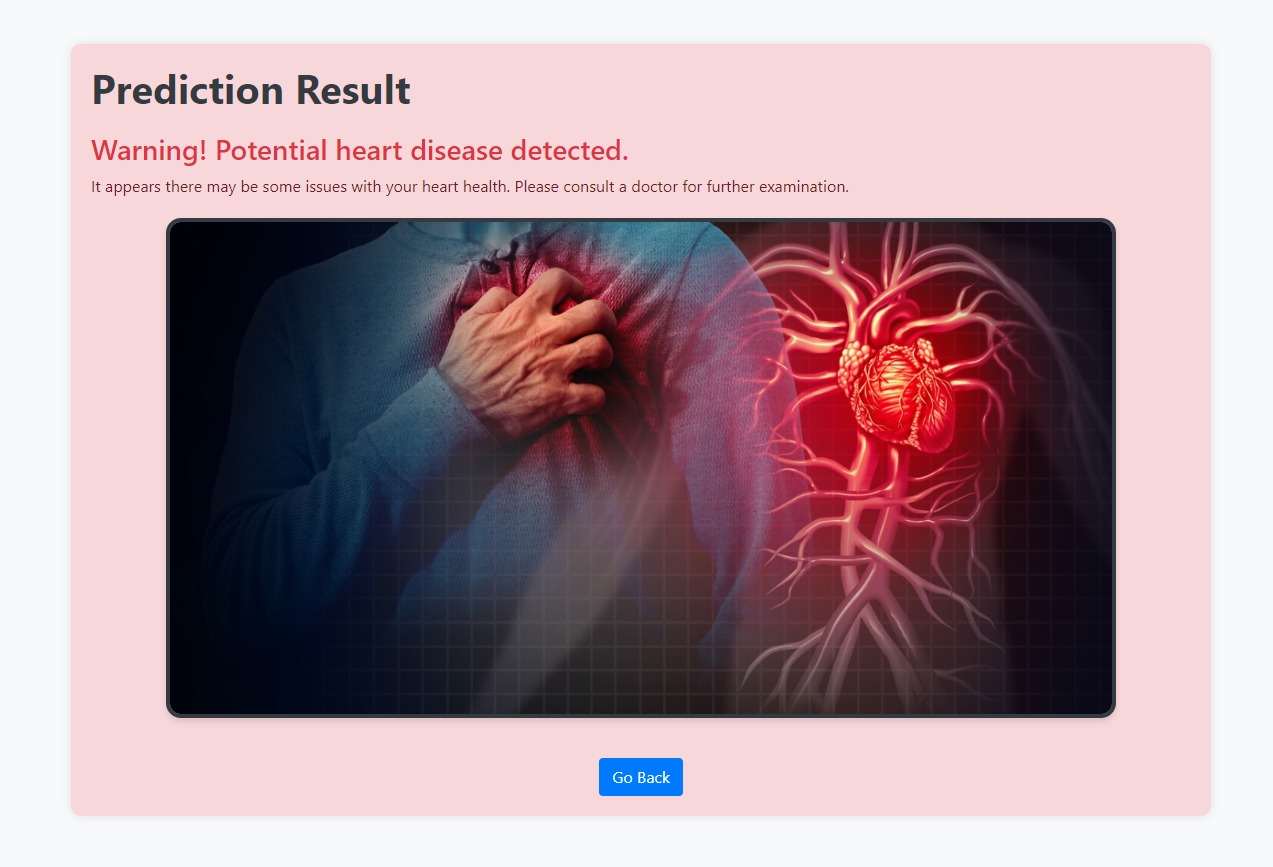 Prediction Result
Warning! Potential heart disease detected.
It appears there may be some issues with your heart health. Please consult a doctor for further examination.
Go Back